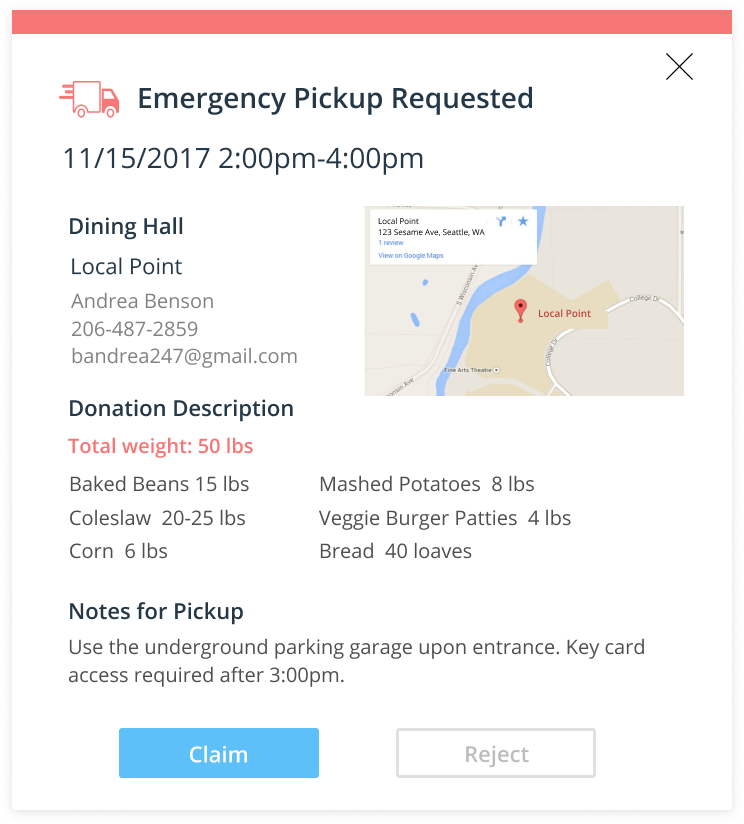 Emergency Pickup Requested
11/15/2017 2:00pm-4:00pm
Dining Hall
Local Point
Andrea Benson
206-487-2859
bandrea247@gmail.com
Local Point
123 Sesame Ave, Seattle, WA
1 review
View on Google Maps
S Wisconsin Av
College Dr
Local Point
College Dr
Fine Arts Theatre
onsin Ave
Donation Description
Total weight: 50 lbs
Baked Beans 15 lbs
Mashed Potatoes 8 lbs
Coleslaw 20-25 lbs
Veggie Burger Patties 4 lbs
Corn 6 lbs
Bread 40 loaves
Notes for Pickup
Use the underground parking garage upon entrance. Key card
access required after 3:00pm.
Claim
Reject